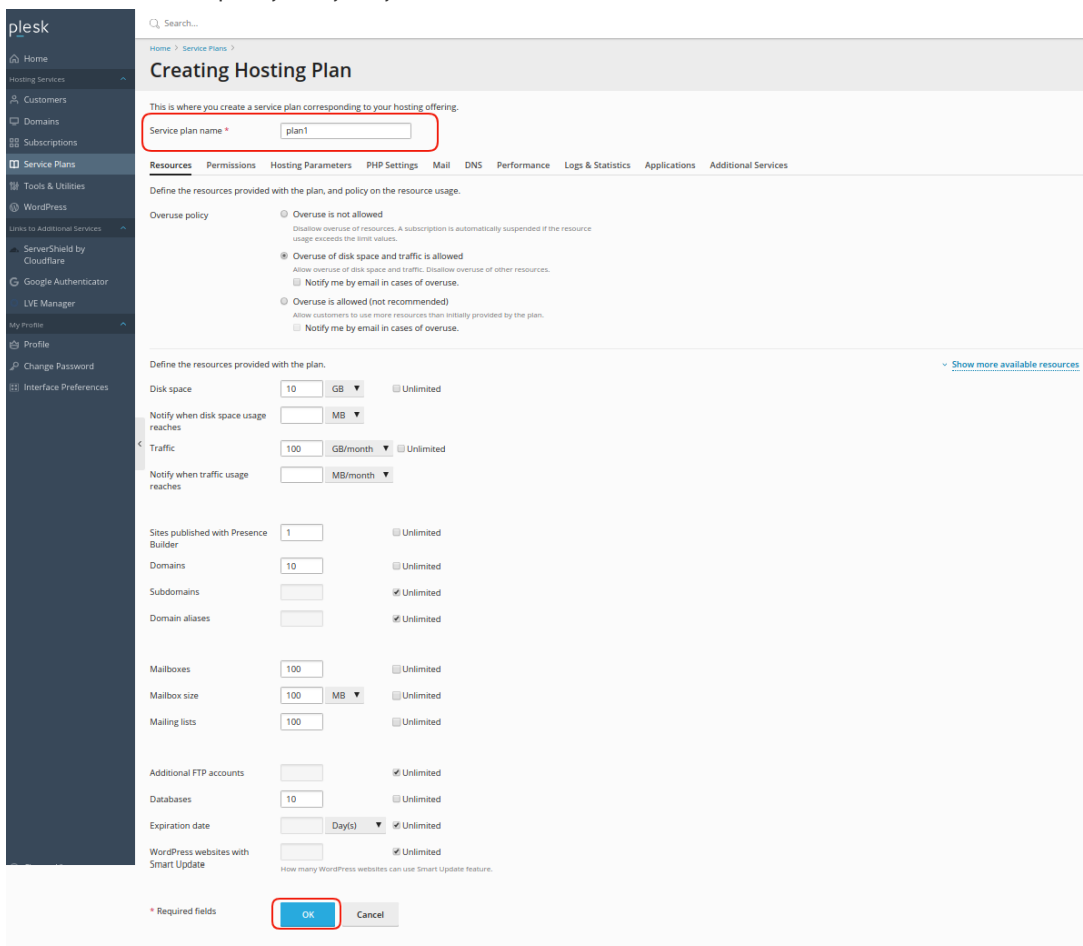 plesk
Search...
Home
Hosting Services
Customers
Domains
Subscriptions
Service Plans
Tools & Utilities
WordPress
Links to Additional Services
ServerShield by
Cloudflare
Google Authenticator
LVE Manager
My Profile
Profile
Change Password
Interface Preferences
Home > Service Plans >
Creating Hosting Plan
This is where you create a service plan corresponding to your hosting offering.
Service plan name * plan1
Resources Permissions Hosting Parameters PHP Settings Mail DNS Performance Logs & Statistics Applications Additional Services
Define the resources provided with the plan, and policy on the resource usage.
Overuse policy Overuse is not allowed
Disallow overuse of resources. A subscription is automatically suspended if the resource
usage exceeds the limit values.
Overuse of disk space and traffic is allowed
Allow overuse of disk space and traffic. Disallow overuse of other resources.
Notify me by email in cases of overuse.
Overuse is allowed (not recommended)
Allow customers to use more resources than initially provided by the plan.
Notify me by email in cases of overuse.
Define the resources provided with the plan. Show more available resources
Disk space 10 GB Unlimited
Notify when disk space usage MB
reaches
Traffic 100 GB/month Unlimited
Notify when traffic usage MB/month
reaches
Sites published with Presence 1 Unlimited
Builder
Domains 10 Unlimited
Subdomains Unlimited
Domain aliases Unlimited
Mailboxes 100 Unlimited
Mailbox size 100 MB Unlimited
Mailing lists 100 Unlimited
Additional FTP accounts Unlimited
Databases 10 Unlimited
Expiration date Day(s) Unlimited
WordPress websites with Unlimited
Smart Update
How many WordPress websites can use Smart Update feature.
* Required fields OK Cancel